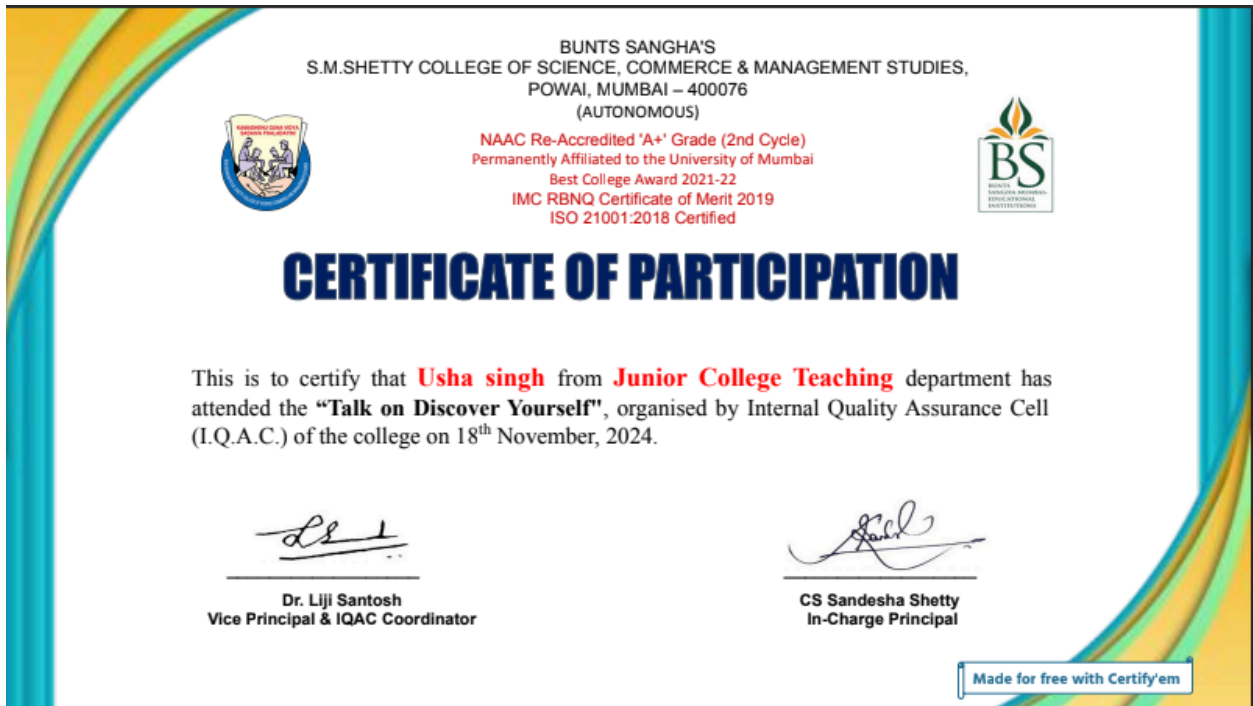 BUNTS SANGHA'S
S.M.SHETTY COLLEGE OF SCIENCE, COMMERCE & MANAGEMENT STUDIES,
POWAI, MUMBAI – 400076
(AUTONOMOUS)
NAAC Re-Accredited 'A+' Grade (2nd Cycle)
Permanently Affiliated to the University of Mumbai
Best College Award 2021-22
IMC RBNQ Certificate of Merit 2019
ISO 21001:2018 Certified
BS
BUNTS
SANGHA MUMBAI-
EDUCATIONAL
INSTITUTIONS
CERTIFICATE OF PARTICIPATION
This is to certify that Usha singh from Junior College Teaching department has
attended the “Talk on Discover Yourself", organised by Internal Quality Assurance Cell
(I.Q.A.C.) of the college on 18th November, 2024.
Dr. Liji Santosh
Vice Principal & IQAC Coordinator
CS Sandesha Shetty
In-Charge Principal
Made for free with Certify'em